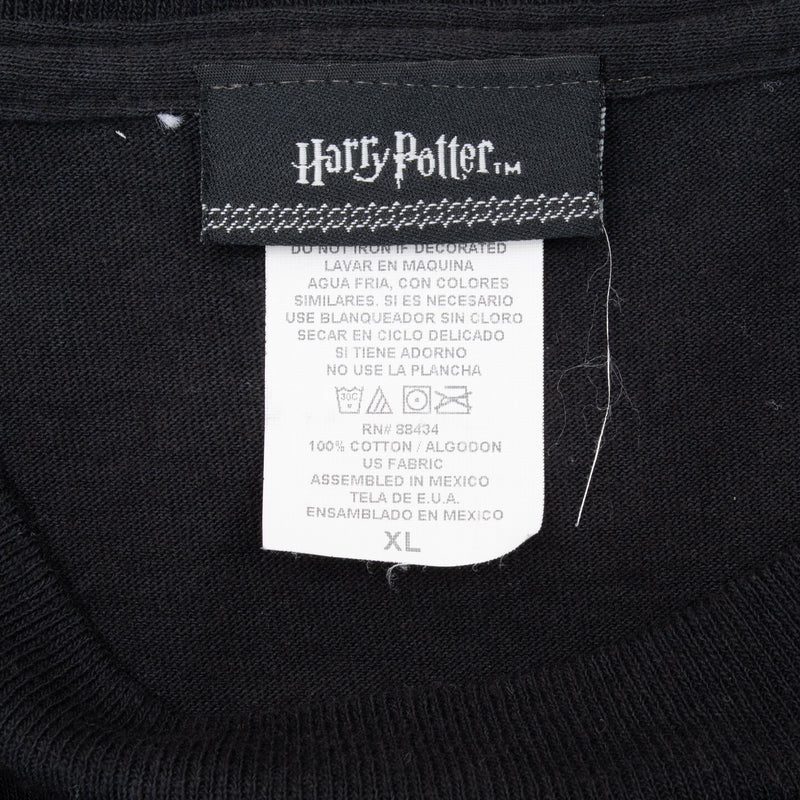 Harry Potter™
DO NOT IRON IF DECORATED
LAVAR EN MAQUINA
AGUA FRIA, CON COLORES
SIMILARES. SI ES NECESARIO
USE BLANQUEADOR SIN CLORO
SECAR EN CICLO DELICADO
SI TIENE ADORNO
NO USE LA PLANCHA
30C
RN# 88434
100% COTTON / ALGODON
US FABRIC
ASSEMBLED IN MEXICO
TELA DE E.U.A.
ENSAMBLADO EN MEXICO
XL